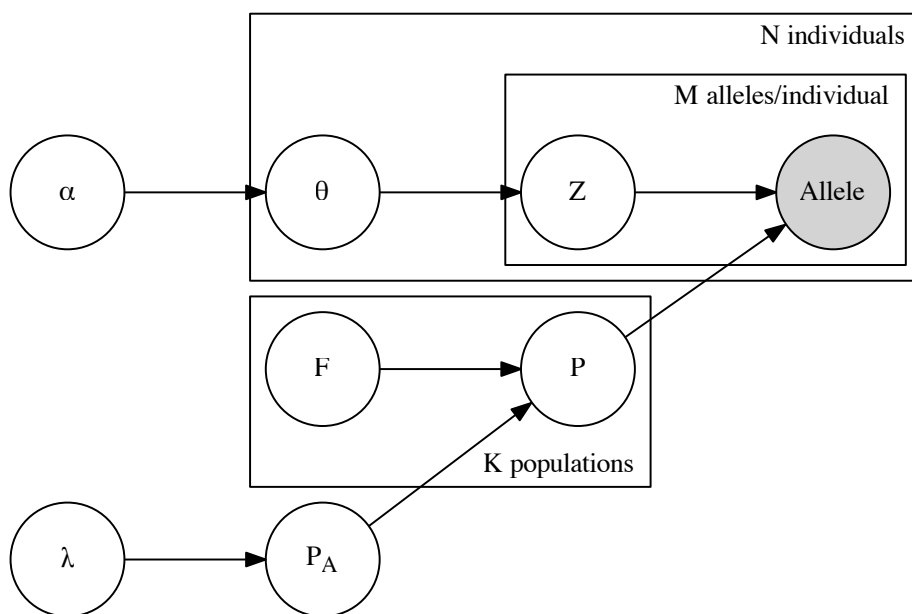 N individuals
M alleles/individual
α
θ
Z
Allele
F
P
K populations
λ
P_A